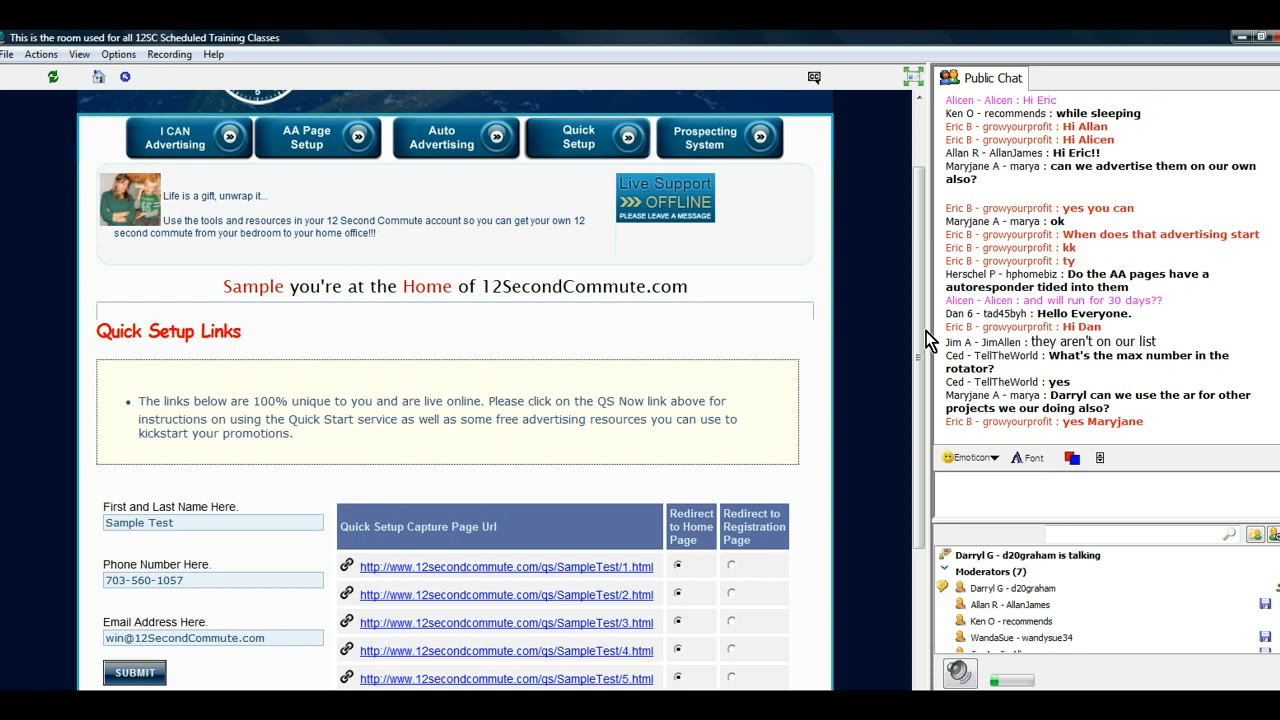 This is the room used for all 12SC Scheduled Training Classes
File Actions View Options Recording Help
I CAN Advertising
AA Page Setup
Auto Advertising
Quick Setup
Prospecting System
Life is a gift, unwrap it...
Use the tools and resources in your 12 Second Commute account so you can get your own 12
second commute from your bedroom to your home office!!!
Live Support
>>> OFFLINE
PLEASE LEAVE A MESSAGE
Sample you're at the Home of 12SecondCommute.com
Quick Setup Links
• The links below are 100% unique to you and are live online. Please click on the QS Now link above for
instructions on using the Quick Start service as well as some free advertising resources you can use to
kickstart your promotions.
First and Last Name Here.
Sample Test
Phone Number Here.
703-560-1057
Email Address Here.
win@12SecondCommute.com
SUBMIT
Quick Setup Capture Page Url
Redirect to Home Page
Redirect to Registration Page
http://www.12secondcommute.com/qs/SampleTest/1.html
http://www.12secondcommute.com/qs/SampleTest/2.html
http://www.12secondcommute.com/qs/SampleTest/3.html
http://www.12secondcommute.com/qs/SampleTest/4.html
http://www.12secondcommute.com/qs/SampleTest/5.html
Public Chat
Alicen - Alicen : Hi Eric
Ken O - recommends : while sleeping
Eric B - growyourprofit : Hi Allan
Eric B - growyourprofit : Hi Alicen
Allan R - AllanJames : Hi Eric!!
Maryjane A - marya : can we advertise them on our own
also?
Eric B - growyourprofit : yes you can
Maryjane A - marya : ok
Eric B - growyourprofit : When does that advertising start
Eric B - growyourprofit : kk
Eric B - growyourprofit : ty
Herschel P - hphomebiz : Do the AA pages have a
autoresponder tided into them
Alicen - Alicen : and will run for 30 days??
Dan 6 - tad45byh : Hello Everyone.
Eric B - growyourprofit : Hi Dan
Jim A - JimAllen : they aren't on our list
Ced - TellTheWorld : What's the max number in the
rotator?
Ced - TellTheWorld : yes
Maryjane A - marya : Darryl can we use the ar for other
projects we our doing also?
Eric B - growyourprofit : yes Maryjane
Emoticon
Font
Darryl G - d20graham is talking
Moderators (7)
Darryl G - d20graham
Allan R - AllanJames
Ken O - recommends
WandaSue - wandysue34